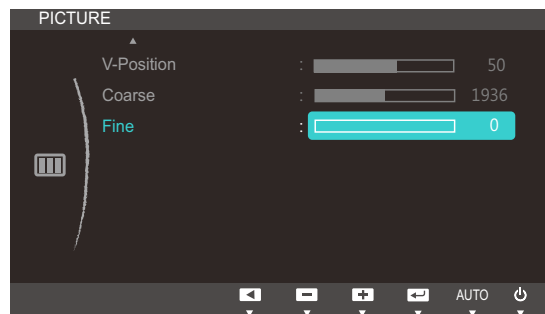 PICTURE
V-Position : 50
Coarse : 1936
Fine : 0
AUTO